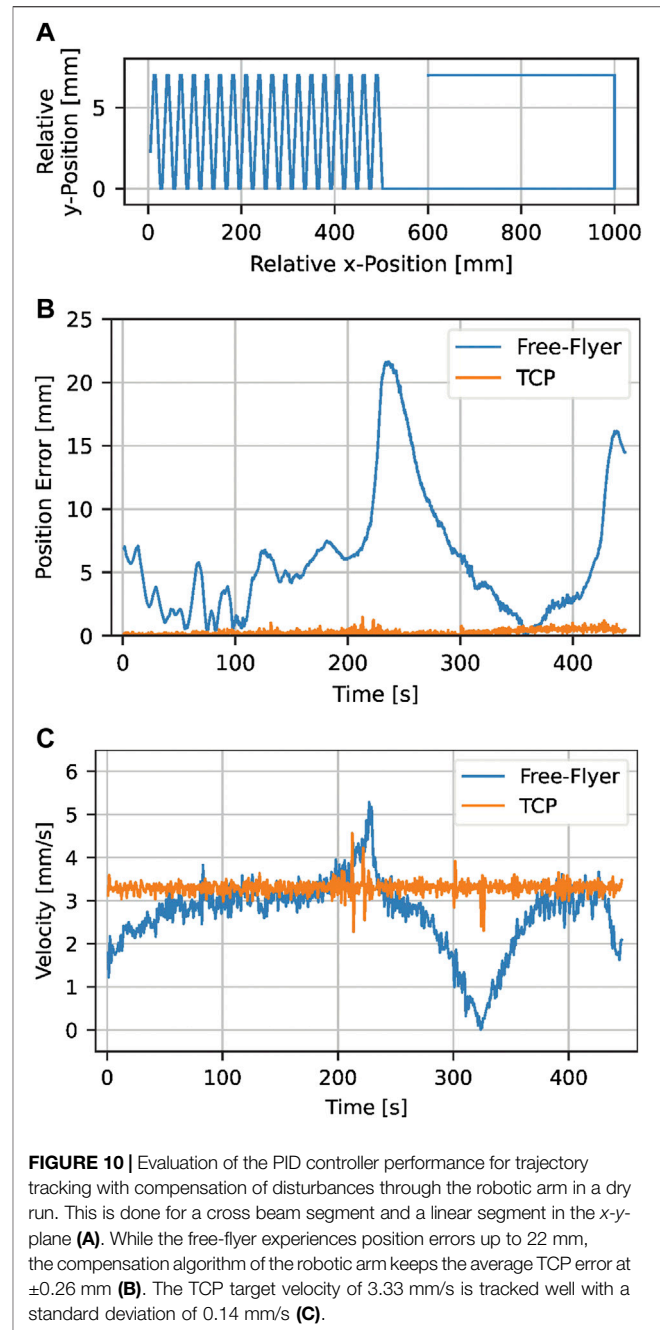 A
Relative
y-Position [mm]
5
0
0 200 400 600 800 1000
Relative x-Position [mm]
B
25
20
15
10
5
0
Position Error [mm]
Free-Flyer
TCP
0 100 200 300 400
Time [s]
C
6
5
4
3
2
1
0
Velocity [mm/s]
Free-Flyer
TCP
0 100 200 300 400
Time [s]
FIGURE 10 | Evaluation of the PID controller performance for trajectory
tracking with compensation of disturbances through the robotic arm in a dry
run. This is done for a cross beam segment and a linear segment in the x-y-
plane (A). While the free-flyer experiences position errors up to 22 mm,
the compensation algorithm of the robotic arm keeps the average TCP error at
±0.26 mm (B). The TCP target velocity of 3.33 mm/s is tracked well with a
standard deviation of 0.14 mm/s (C).